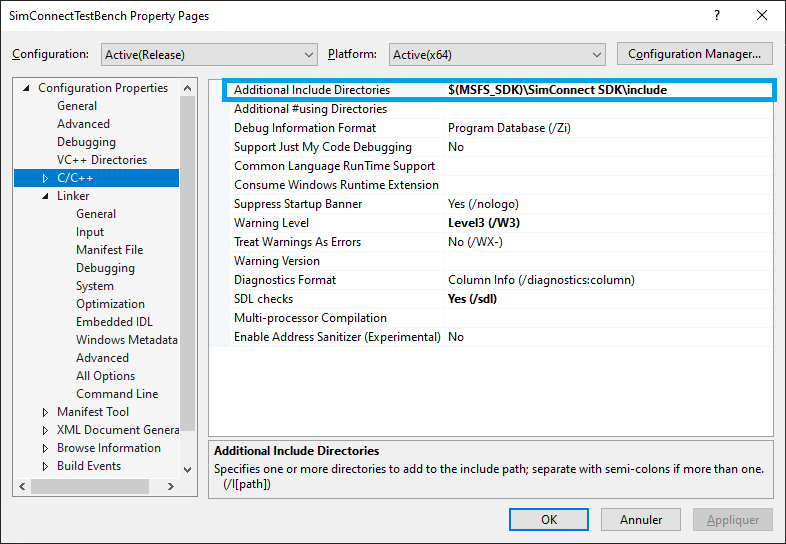 SimConnectTestBench Property Pages
Configuration: Active(Release) Platform: Active(x64) Configuration Manager...
Configuration Properties
General
Advanced
Debugging
VC++ Directories
C/C++
Linker
General
Input
Manifest File
Debugging
System
Optimization
Embedded IDL
Windows Metadata
Advanced
All Options
Command Line
Manifest Tool
XML Document Genera
Browse Information
Build Events
Additional Include Directories $(MSFS_SDK)\SimConnect SDK\include
Additional #using Directories
Debug Information Format Program Database (/Zi)
Support Just My Code Debugging No
Common Language RunTime Support
Consume Windows Runtime Extension
Suppress Startup Banner Yes (/nologo)
Warning Level Level3 (/W3)
Treat Warnings As Errors No (/WX-)
Warning Version
Diagnostics Format Column Info (/diagnostics:column)
SDL checks Yes (/sdl)
Multi-processor Compilation
Enable Address Sanitizer (Experimental) No
Additional Include Directories
Specifies one or more directories to add to the include path; separate with semi-colons if more than one.
(/I[path])
OK Annuler Appliquer